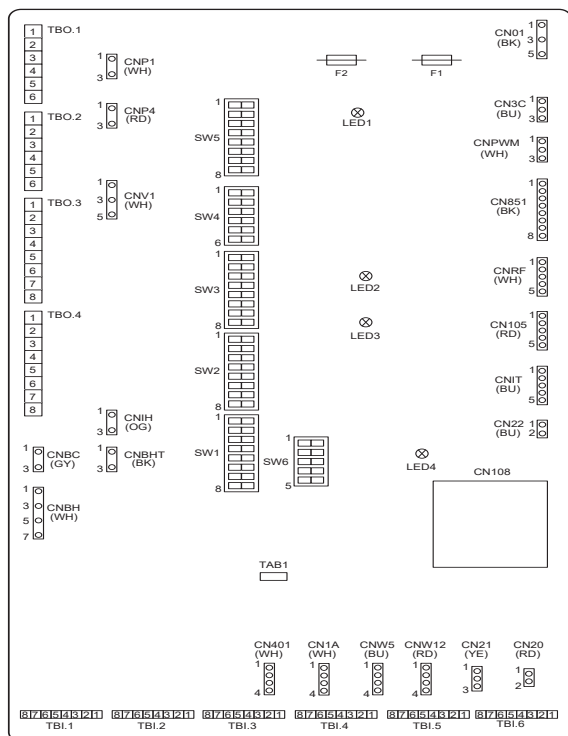 TBO.1
1
2
3
4
5
6
CNP1
(WH)
1
3
F2
F1
CN01
(BK)
1
3
5
TBO.2
1
2
3
4
5
6
CNP4
(RD)
1
3
SW5
1
8
LED1
CN3C
(BU)
1
3
CNPWM
(WH)
1
3
TBO.3
1
2
3
4
5
6
7
8
CNV1
(WH)
1
3
5
SW4
6
CN851
(BK)
1
8
SW3
1
8
LED2
CNRF
(WH)
1
5
TBO.4
1
2
3
4
5
6
7
8
LED3
CN105
(RD)
1
5
SW2
1
8
CNIT
(BU)
1
5
CNIH
(OG)
1
3
SW1
1
8
CN22
(BU)
1
2
CNBC
(GY)
1
3
CNBHT
(BK)
1
3
SW6
1
5
LED4
CN108
CNBH
(WH)
1
3
5
7
TAB1
CN401
(WH)
1
4
CN1A
(WH)
1
4
CNW5
(BU)
1
4
CNW12
(RD)
1
4
CN21
(YE)
1
3
CN20
(RD)
1
2
8 7 6 5 4 3 2 1
TBI.1
8 7 6 5 4 3 2 1
TBI.2
8 7 6 5 4 3 2 1
TBI.3
8 7 6 5 4 3 2 1
TBI.4
8 7 6 5 4 3 2 1
TBI.5
8 7 6 5 4 3 2 1
TBI.6